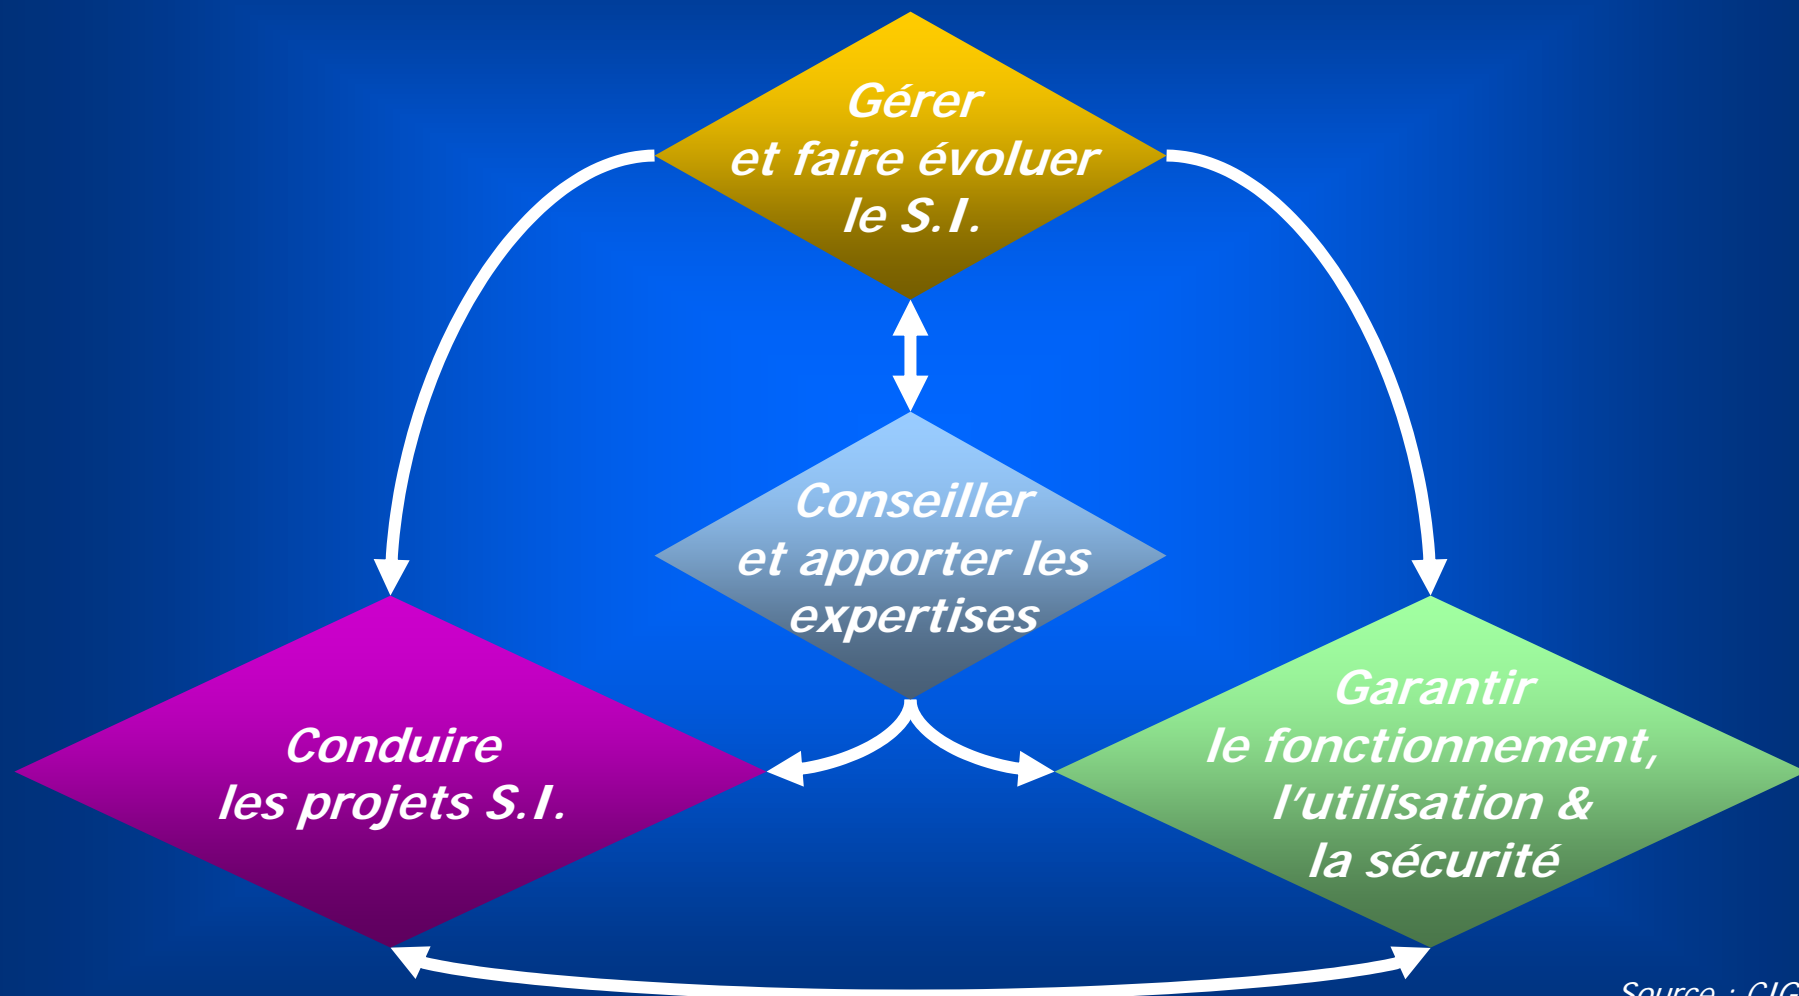 Gérer
et faire évoluer
le S.I.
Conseiller
et apporter les
expertises
Conduire
les projets S.I.
Garantir
le fonctionnement,
l'utilisation &
la sécurité
Source :